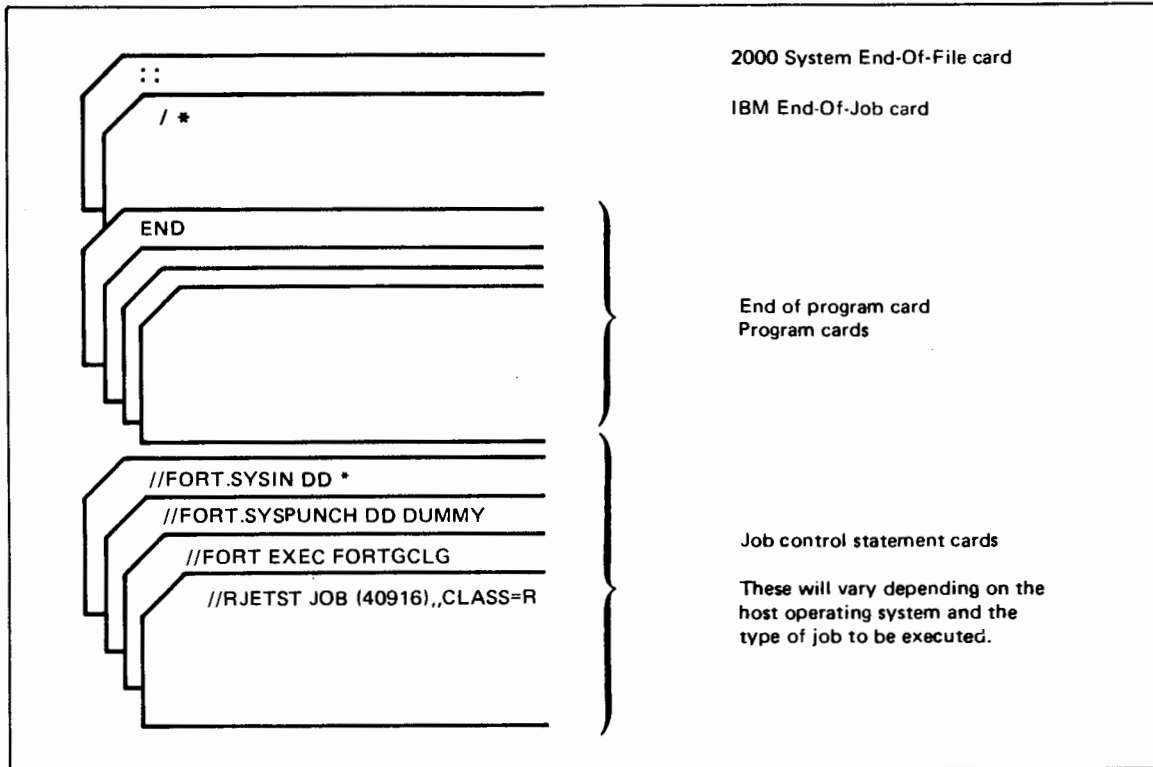 :: 2000 System End-Of-File card
/ * IBM End-Of-Job card
END
End of program card
Program cards
//FORT.SYSIN DD *
//FORT.SYSPUNCH DD DUMMY
//FORT EXEC FORTGCLG
//RJETST JOB (40916),,CLASS=R
Job control statement cards
These will vary depending on the
host operating system and the
type of job to be executed.